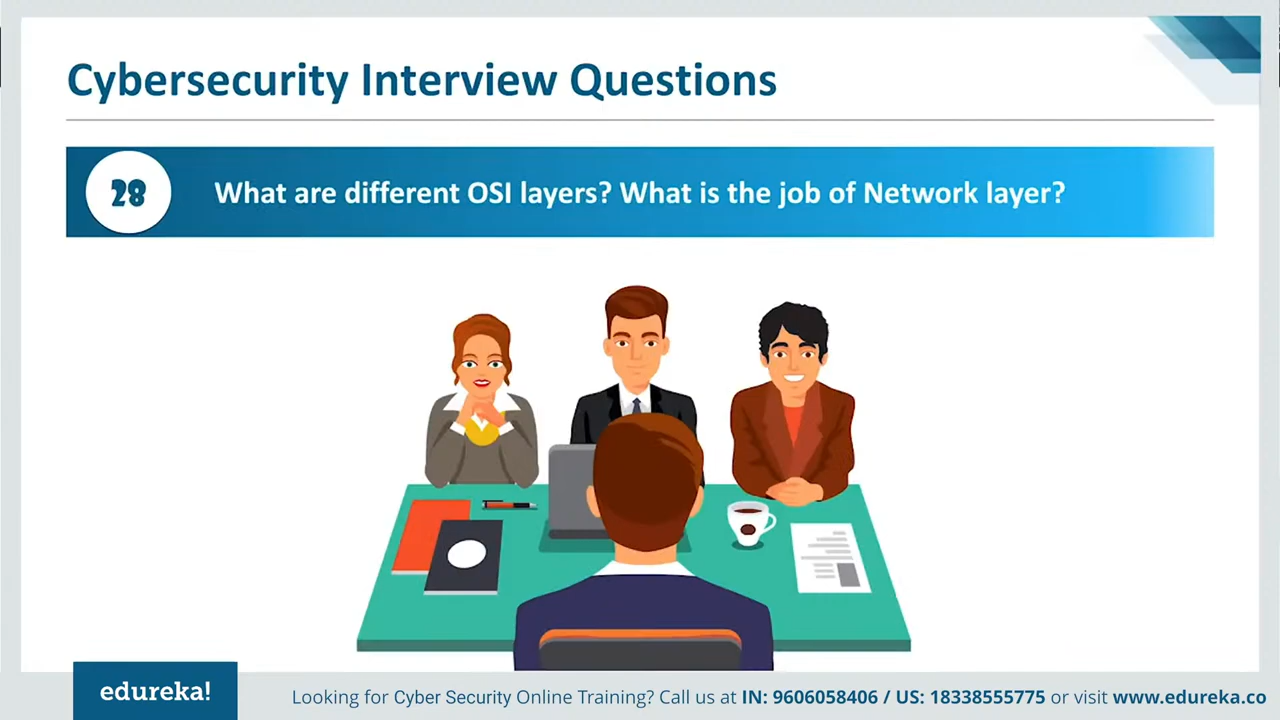 Cybersecurity Interview Questions
28
What are different OSI layers? What is the job of Network layer?
edureka!
Looking for Cyber Security Online Training? Call us at IN: 9606058406 / US: 18338555775 or visit www.edureka.co